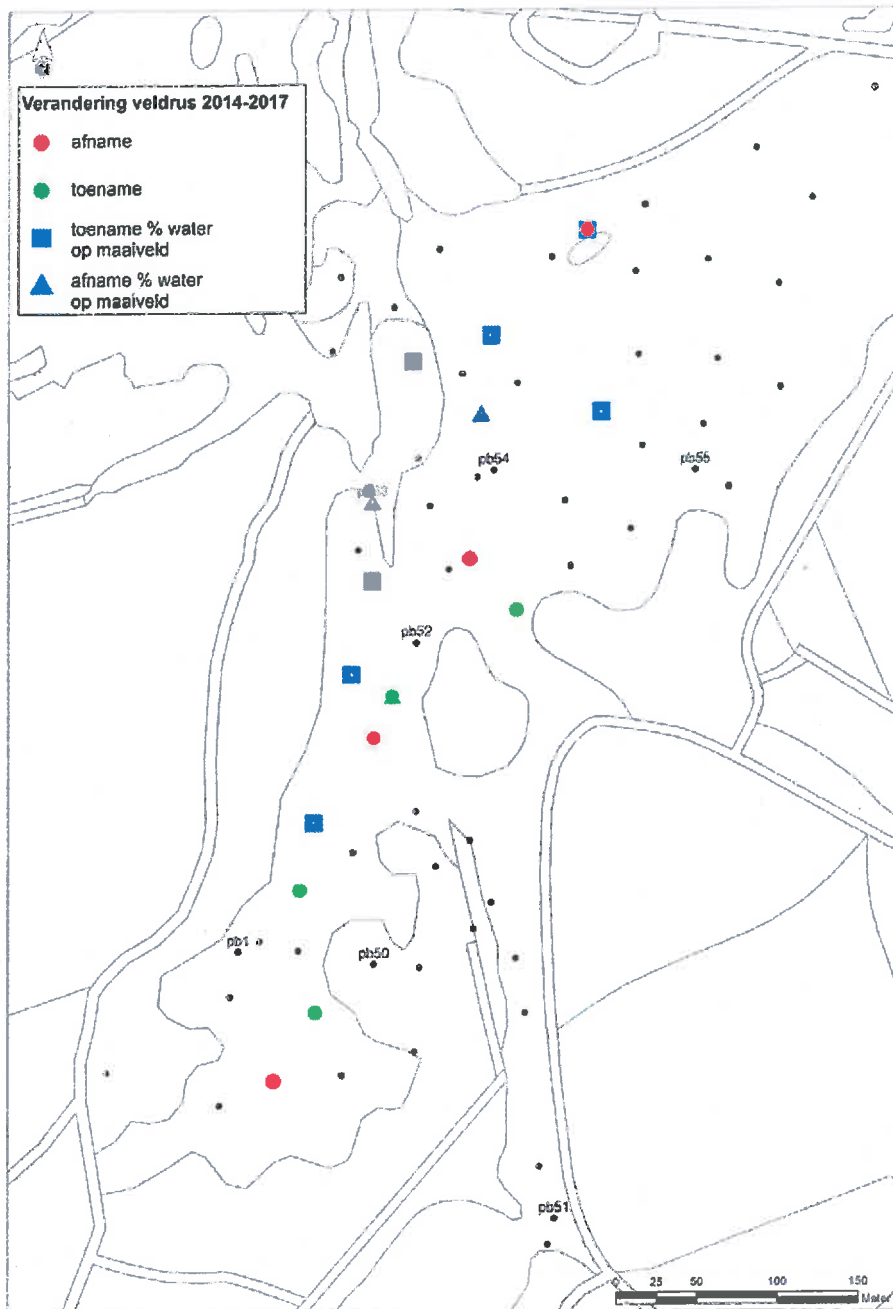 Verandering veldrus 2014-2017
afname
toename
toename % water
op maaiveld
afname % water
op maaiveld
pb54
pb55
pb52
pb1
pb50
pb51
0 25 50 100 150
Meter